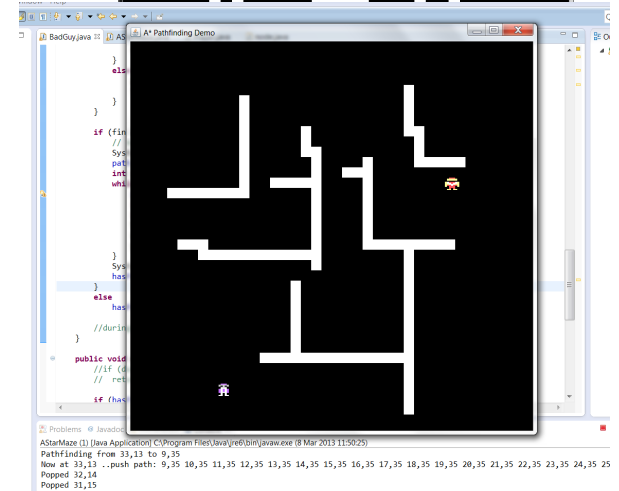 Window Help
BadGuy.java
A* Pathfinding Demo
}
els
}
}
if (fin
//
Sys
pat
int
whi
}
Sys
has
}
else
has
//durin
}
public void
//if (d
// ret
if (has
Problems @ Javadoc
AStarMaze (1) [Java Application] C:\Program Files\Java\jre6\bin\javaw.exe (8 Mar 2013 11:50:25)
Pathfinding from 33,13 to 9,35
Now at 33,13 ..push path: 9,35 10,35 11,35 12,35 13,35 14,35 15,35 16,35 17,35 18,35 19,35 20,35 21,35 22,35 23,35 24,35 25
Popped 32,14
Popped 31,15